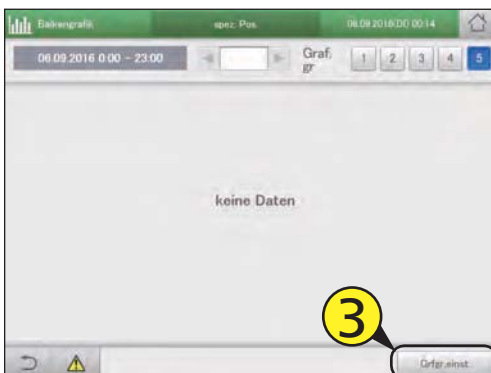 Balkengrafik spez. Pos. 06.09.2016(DI) 00:14
06.09.2016 0:00 - 23:00 Graf. gr 1 2 3 4 5
keine Daten
3
Grfgr.einst.